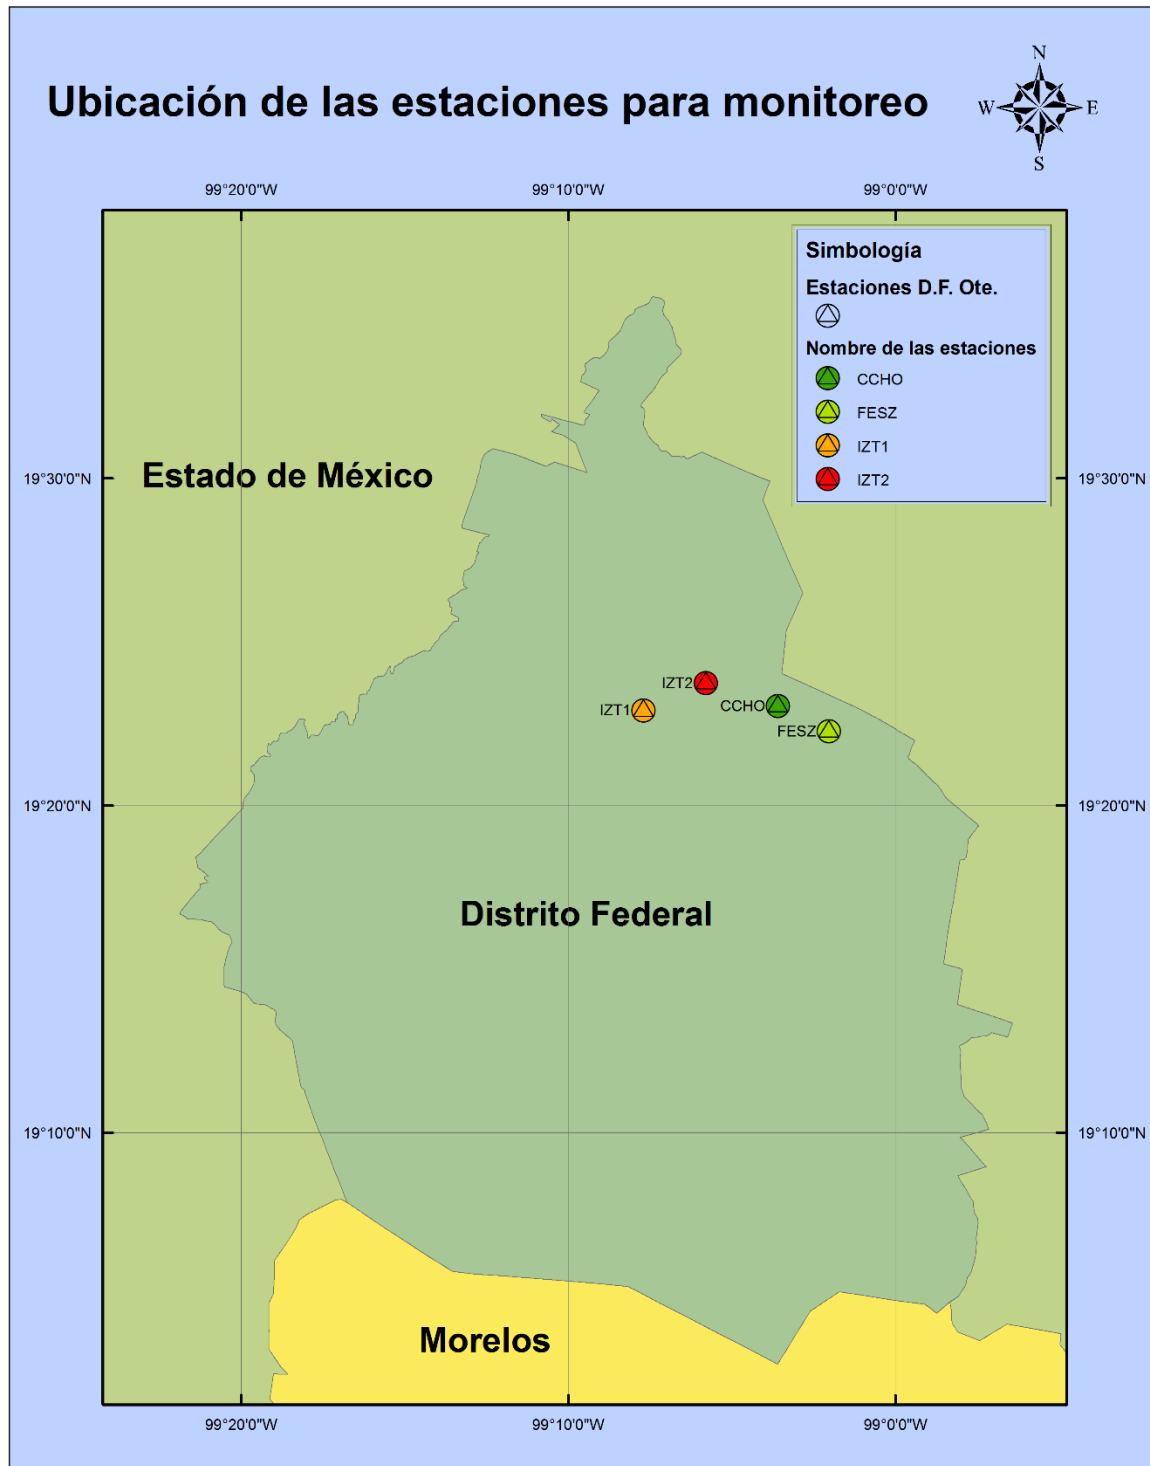 Ubicación de las estaciones para monitoreo
N
W
E
S
99°20'0"W
99°10'0"W
99°0'0"W
Simbología
Estaciones D.F. Ote.
Nombre de las estaciones
CCHO
FESZ
IZT1
IZT2
Estado de México
19°30'0"N
19°30'0"N
IZT2
IZT1
CCHO
FESZ
19°20'0"N
19°20'0"N
Distrito Federal
19°10'0"N
19°10'0"N
Morelos
99°20'0"W
99°10'0"W
99°0'0"W